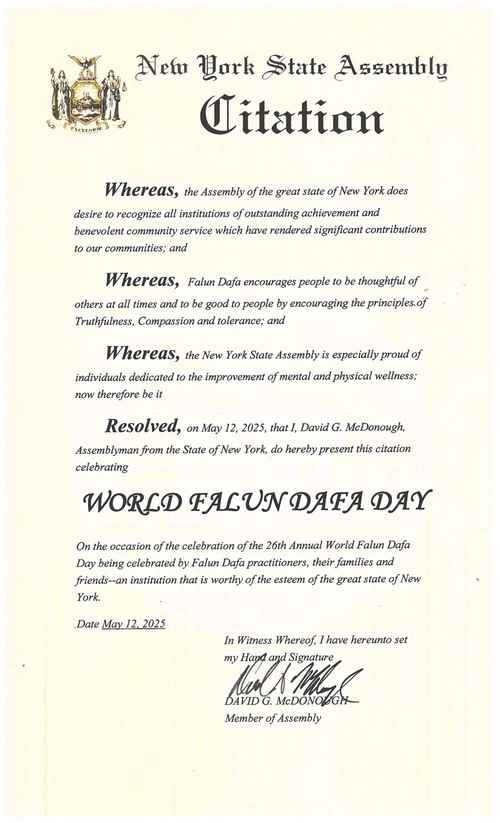 New York State Assembly
Citation
EXCELSIOR
Whereas, the Assembly of the great state of New York does
desire to recognize all institutions of outstanding achievement and
benevolent community service which have rendered significant contributions
to our communities; and
Whereas, Falun Dafa encourages people to be thoughtful of
others at all times and to be good to people by encouraging the principles of
Truthfulness, Compassion and tolerance; and
Whereas, the New York State Assembly is especially proud of
individuals dedicated to the improvement of mental and physical wellness;
now therefore be it
Resolved, on May 12, 2025, that I, David G. McDonough,
Assemblyman from the State of New York, do hereby present this citation
celebrating
WORLD FALUN DAFA DAY
On the occasion of the celebration of the 26th Annual World Falun Dafa
Day being celebrated by Falun Dafa practitioners, their families and
friends--an institution that is worthy of the esteem of the great state of New
York.
Date May 12, 2025
In Witness Whereof, I have hereunto set
my Hand and Signature
DAVID G. McDONOUGH
Member of Assembly